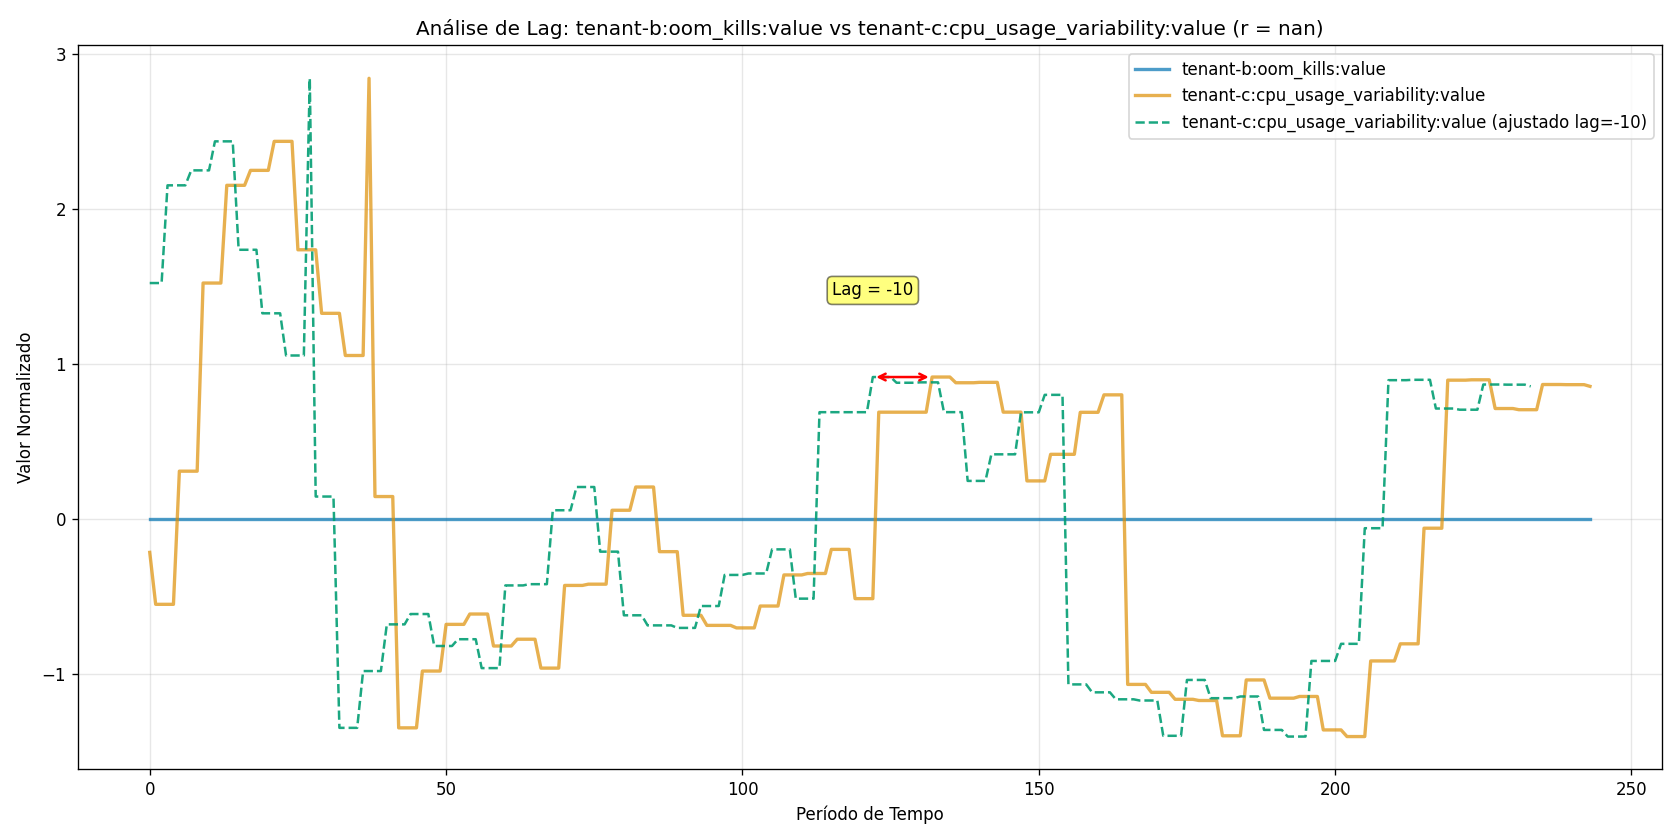 Análise de Lag: tenant-b:oom_kills:value vs tenant-c:cpu_usage_variability:value (r = nan)
tenant-b:oom_kills:value
tenant-c:cpu_usage_variability:value
tenant-c:cpu_usage_variability:value (ajustado lag=-10)
Lag = -10
Valor Normalizado
3
2
1
0
−1
0
50
100
150
200
250
Período de Tempo